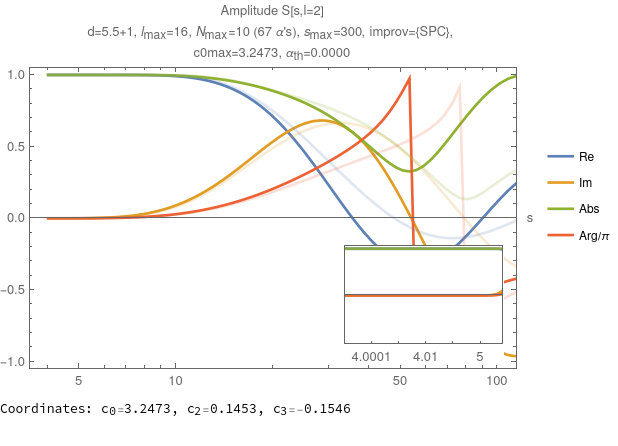 Amplitude S[s,l=2]
d=5.5+1, lmax=16, Nmax=10 (67 α's), smax=300, improv={SPC},
c0max=3.2473, αth=0.0000
1.0
0.5
0.0
-0.5
-1.0
5
10
50
100
s
4.0001
4.01
5
Re
Im
Abs
Arg/π
Coordinates: c0=3.2473, c2=0.1453, c3=-0.1546